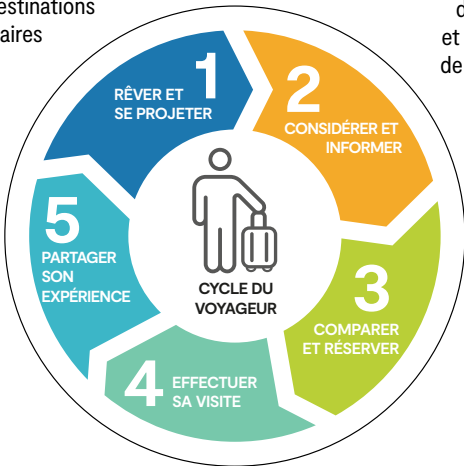 estinations
aires
d
et
de
1
RÊVER ET
SE PROJETER
2
CONSIDÉRER ET
INFORMER
3
COMPARER
ET RÉSERVER
4
EFFECTUER
SA VISITE
5
PARTAGER
SON
EXPÉRIENCE
CYCLE DU
VOYAGEUR